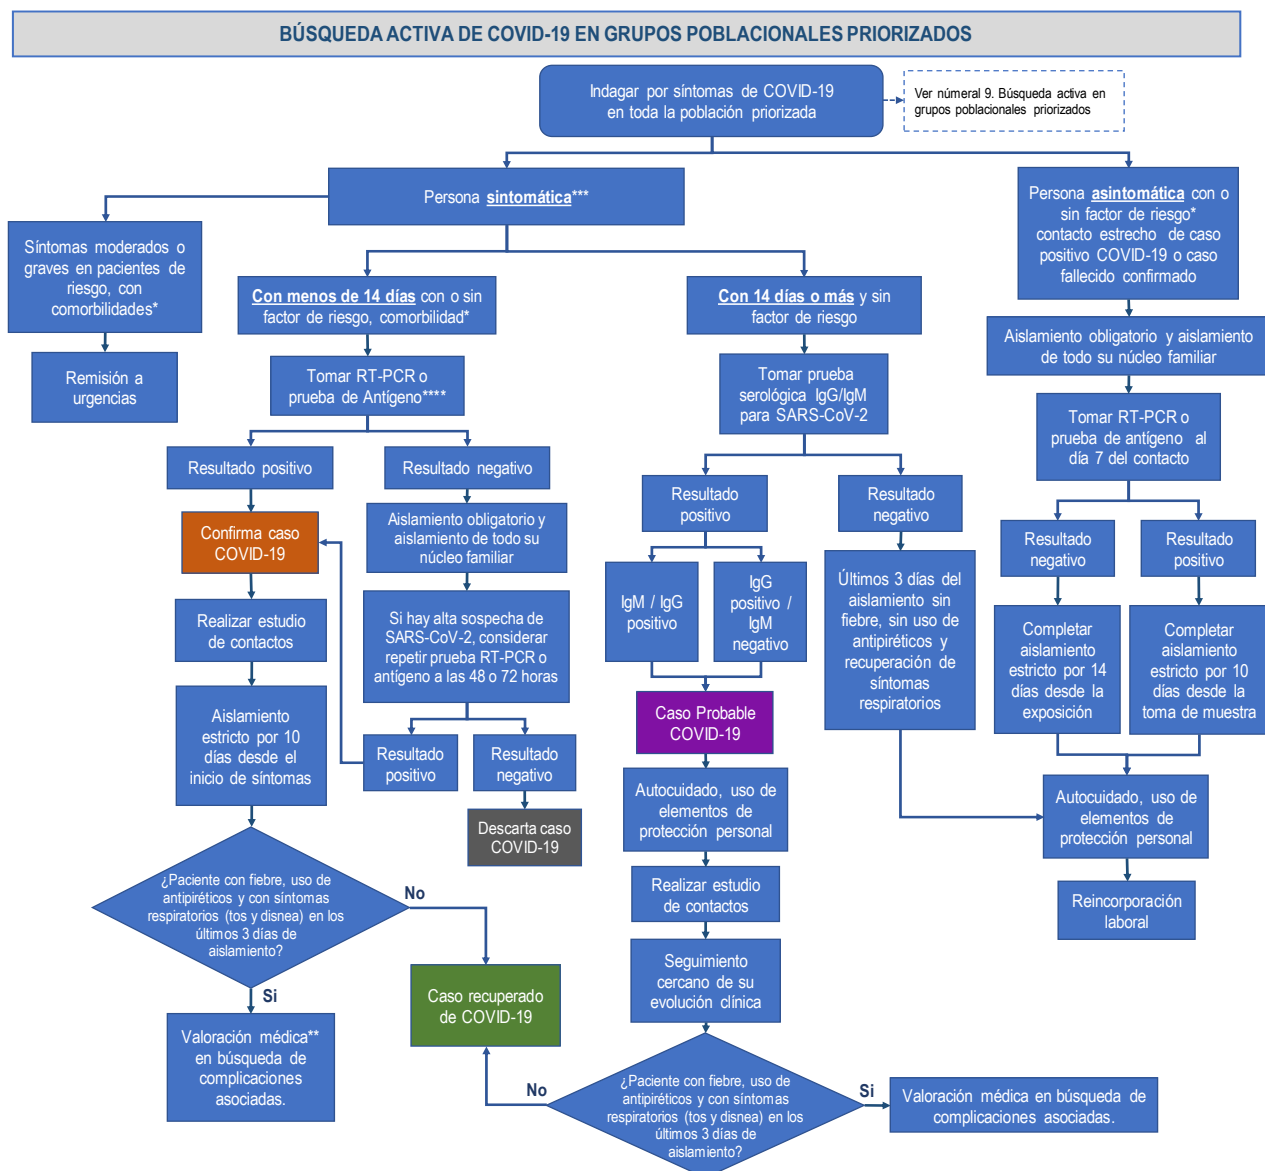 BÚSQUEDA ACTIVA DE COVID-19 EN GRUPOS POBLACIONALES PRIORIZADOS
Indagar por síntomas de COVID-19
en toda la población priorizada
Ver númeral 9. Búsqueda activa en
grupos poblacionales priorizados
Persona sintomática***
Persona asintomática con o
sin factor de riesgo*
contacto estrecho de caso
positivo COVID-19 o caso
fallecido confirmado
Síntomas moderados o
graves en pacientes de
riesgo, con
comorbilidades*
Remisión a
urgencias
Con menos de 14 días con o sin
factor de riesgo, comorbilidad*
Con 14 días o más y sin
factor de riesgo
Aislamiento obligatorio y aislamiento
de todo su núcleo familiar
Tomar RT-PCR o
prueba de Antígeno****
Tomar prueba
serológica IgG/IgM
para SARS-CoV-2
Tomar RT-PCR o
prueba de antígeno al
día 7 del contacto
Resultado positivo
Resultado negativo
Resultado
positivo
Resultado
negativo
Resultado
negativo
Resultado
positivo
Confirma caso
COVID-19
Aislamiento obligatorio y
aislamiento de todo su
núcleo familiar
IgM / IgG
positivo
IgG
positivo /
IgM
negativo
Últimos 3 días del
aislamiento sin
fiebre, sin uso de
antipiréticos y
recuperación de
síntomas
respiratorios
Completar
aislamiento
estricto por 14
días desde la
exposición
Completar
aislamiento
estricto por 10
días desde la
toma de muestra
Realizar estudio
de contactos
Si hay alta sospecha de
SARS-CoV-2, considerar
repetir prueba RT-PCR o
antígeno a las 48 o 72 horas
Aislamiento
estricto por 10
días desde el
inicio de síntomas
Resultado
positivo
Resultado
negativo
Descarta caso
COVID-19
Caso Probable
COVID-19
Autocuidado, uso de
elementos de
protección personal
Autocuidado, uso de
elementos de
protección personal
Realizar estudio
de contactos
Reincorporación
laboral
¿Paciente con fiebre, uso de
antipiréticos y con síntomas
respiratorios (tos y disnea) en los
últimos 3 días de
aislamiento?
No
Si
Seguimiento
cercano de su
evolución clínica
Caso recuperado
de COVID-19
Valoración médica**
en búsqueda de
complicaciones
asociadas.
¿Paciente con fiebre, uso de
antipiréticos y con síntomas
respiratorios (tos y disnea) en los
últimos 3 días de
aislamiento?
No
Si
Valoración médica en búsqueda de
complicaciones asociadas.